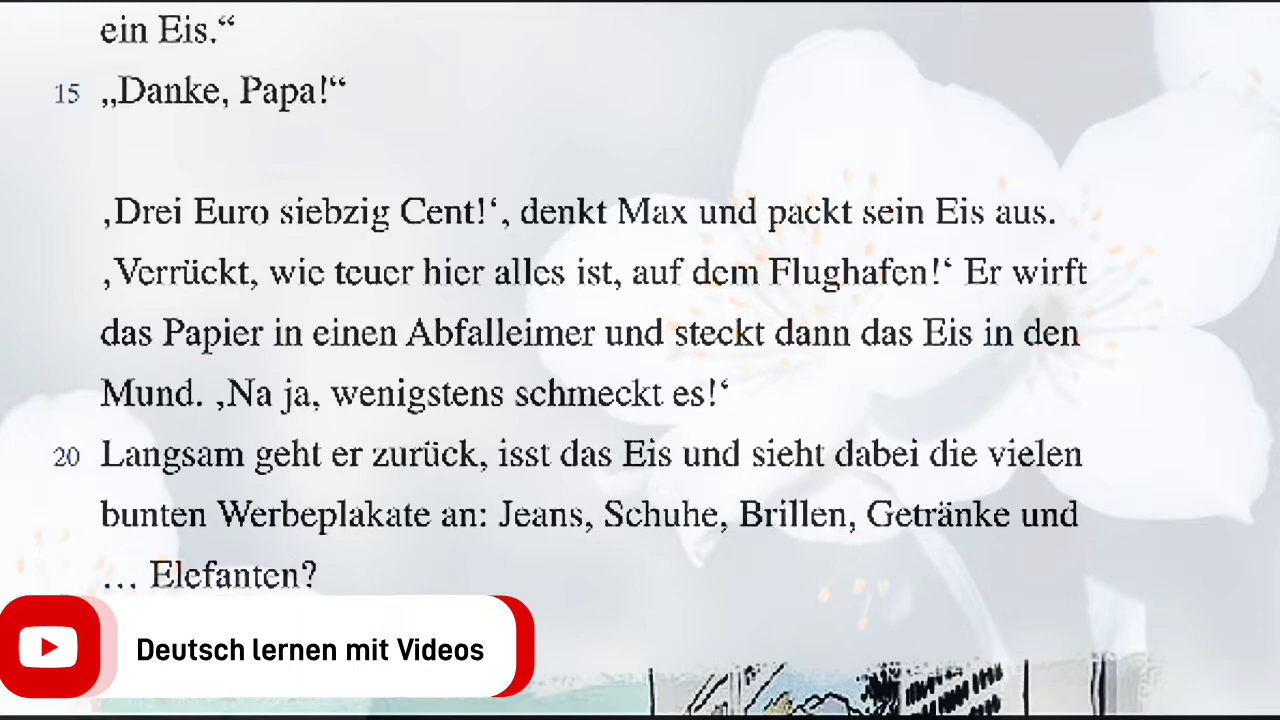 ein Eis.“
15 „Danke, Papa!“
‚Drei Euro siebzig Cent!‘, denkt Max und packt sein Eis aus.
‚Verrückt, wie teuer hier alles ist, auf dem Flughafen!‘ Er wirft
das Papier in einen Abfalleimer und steckt dann das Eis in den
Mund. ‚Na ja, wenigstens schmeckt es!‘
20 Langsam geht er zurück, isst das Eis und sieht dabei die vielen
bunten Werbeplakate an: Jeans, Schuhe, Brillen, Getränke und
… Elefanten?
Deutsch lernen mit Videos